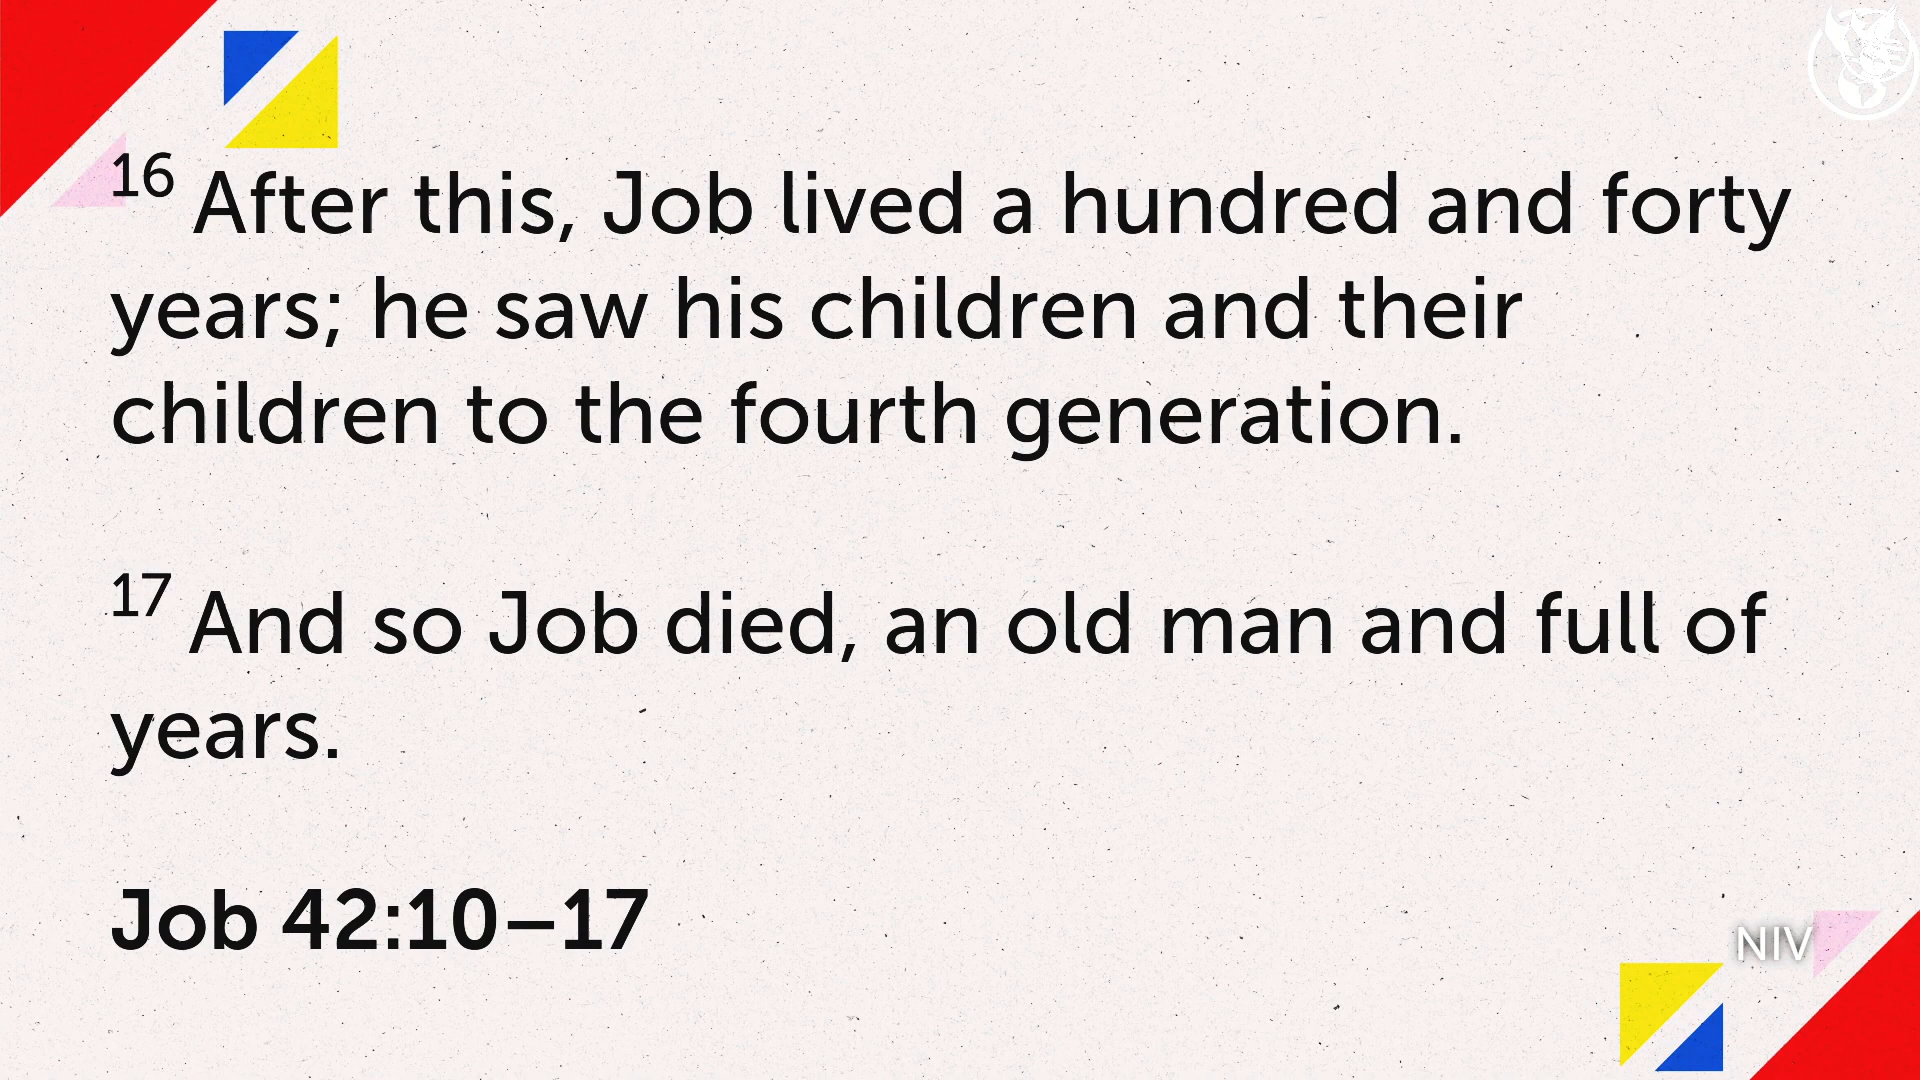 16 After this, Job lived a hundred and forty
years; he saw his children and their
children to the fourth generation.
17 And so Job died, an old man and full of
years.
Job 42:10–17
NIV